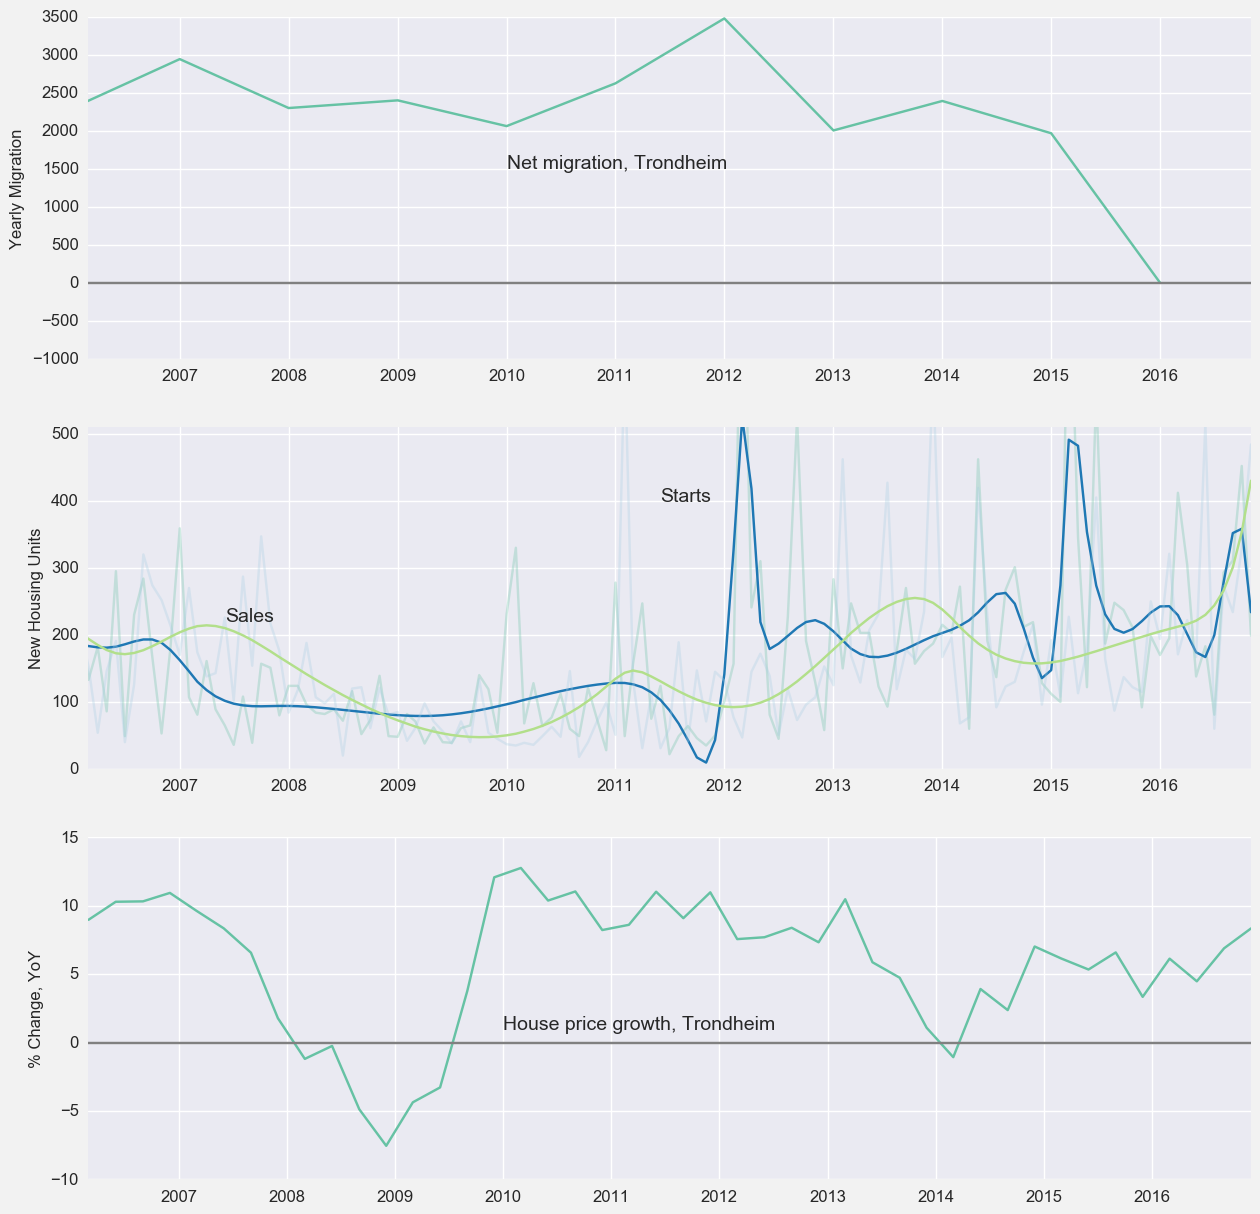 3500
3000
2500
2000
1500
1000
500
0
−500
−1000
Yearly Migration
Net migration, Trondheim
2007 2008 2009 2010 2011 2012 2013 2014 2015 2016
500
400
300
200
100
0
New Housing Units
Starts
Sales
2007 2008 2009 2010 2011 2012 2013 2014 2015 2016
15
10
5
0
−5
−10
% Change, YoY
House price growth, Trondheim
2007 2008 2009 2010 2011 2012 2013 2014 2015 2016